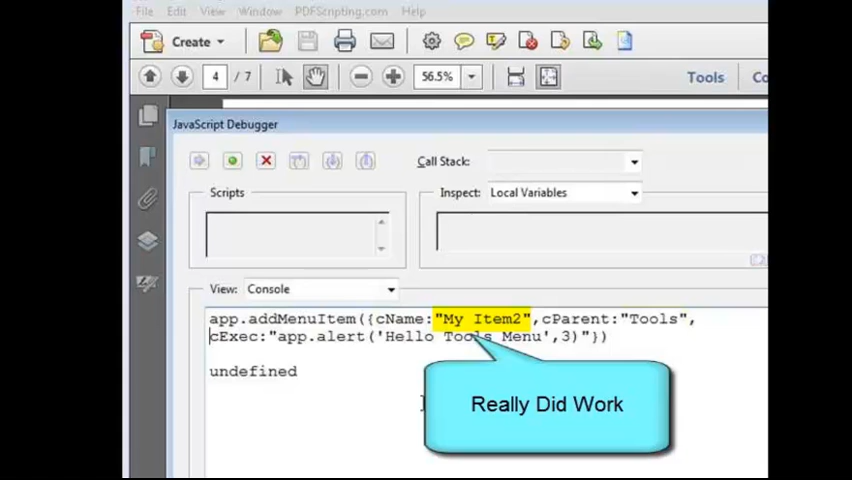 File Edit View Window PDFScripting.com Help
Create
4 / 7 56.5% Tools
JavaScript Debugger
Call Stack:
Scripts Inspect: Local Variables
View: Console
app.addMenuItem({cName:"My Item2",cParent:"Tools",
cExec:"app.alert('Hello Tools Menu',3)"})
undefined
Really Did Work